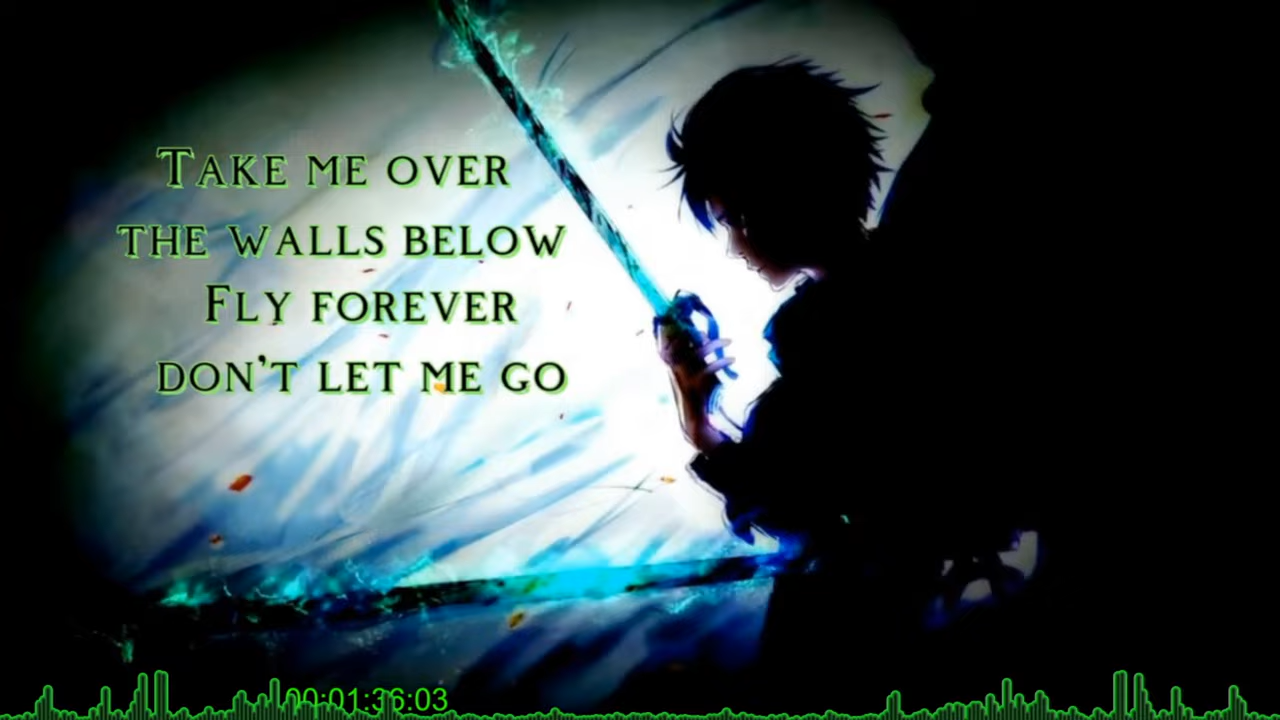 Take me over
the walls below
Fly forever
don't let me go
00:01:36:03